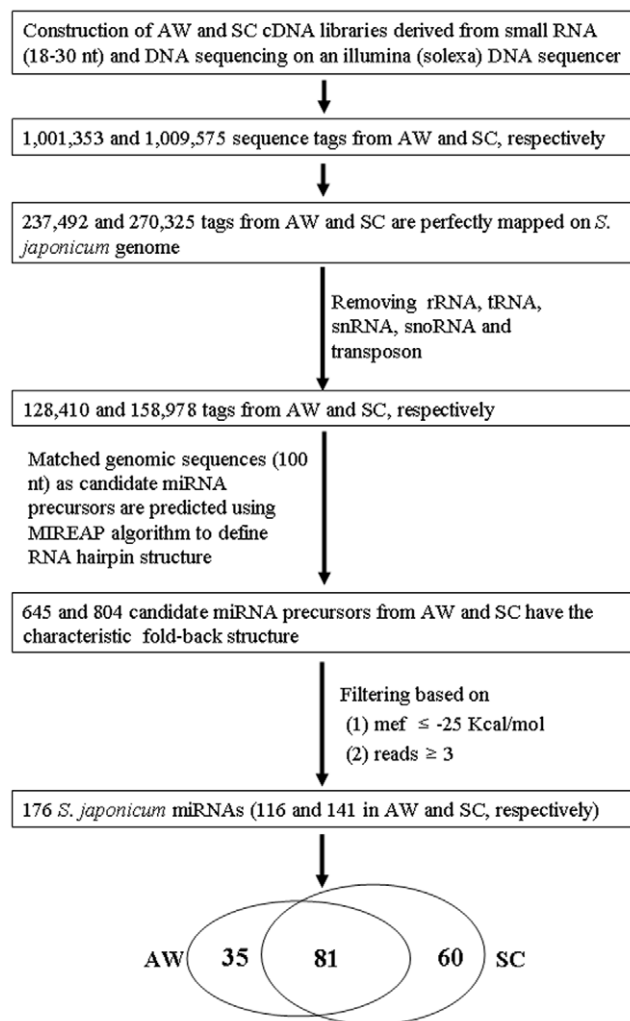 Construction of AW and SC cDNA libraries derived from small RNA
(18-30 nt) and DNA sequencing on an illumina (solexa) DNA sequencer
1,001,353 and 1,009,575 sequence tags from AW and SC, respectively
237,492 and 270,325 tags from AW and SC are perfectly mapped on S.
japonicum genome
Removing rRNA, tRNA,
snRNA, snoRNA and
transposon
128,410 and 158,978 tags from AW and SC, respectively
Matched genomic sequences (100
nt) as candidate miRNA
precursors are predicted using
MIREAP algorithm to define
RNA hairpin structure
645 and 804 candidate miRNA precursors from AW and SC have the
characteristic fold-back structure
Filtering based on
(1) mef ≤ -25 Kcal/mol
(2) reads ≥ 3
176 S. japonicum miRNAs (116 and 141 in AW and SC, respectively)
AW 35 81 60 SC